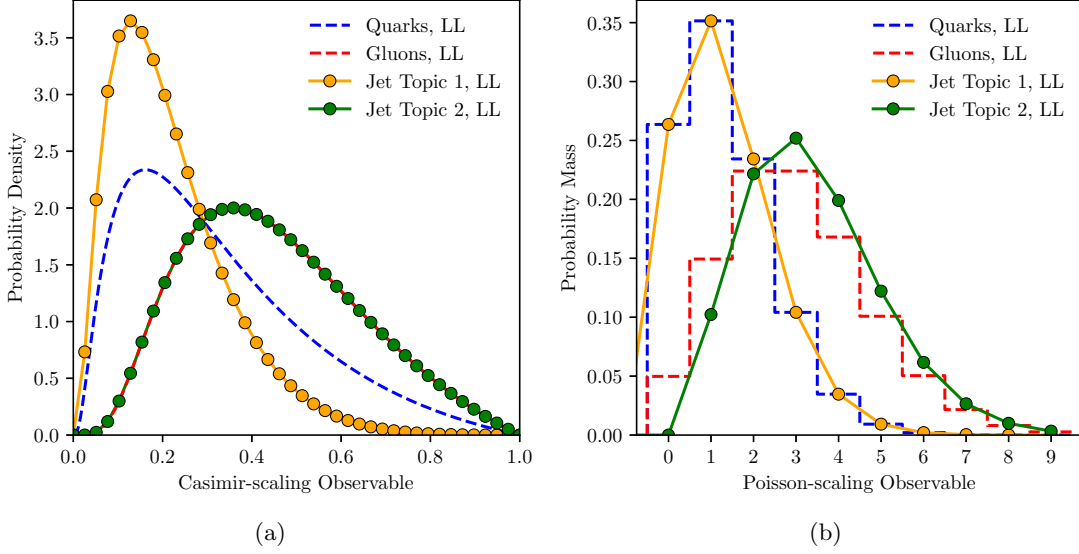 Quarks, LL
Gluons, LL
Jet Topic 1, LL
Jet Topic 2, LL
3.5
3.0
2.5
2.0
1.5
1.0
0.5
0.0
Probability Density
0.0 0.2 0.4 0.6 0.8 1.0
Casimir-scaling Observable
(a)
Quarks, LL
Gluons, LL
Jet Topic 1, LL
Jet Topic 2, LL
0.35
0.30
0.25
0.20
0.15
0.10
0.05
0.00
Probability Mass
0 1 2 3 4 5 6 7 8 9
Poisson-scaling Observable
(b)